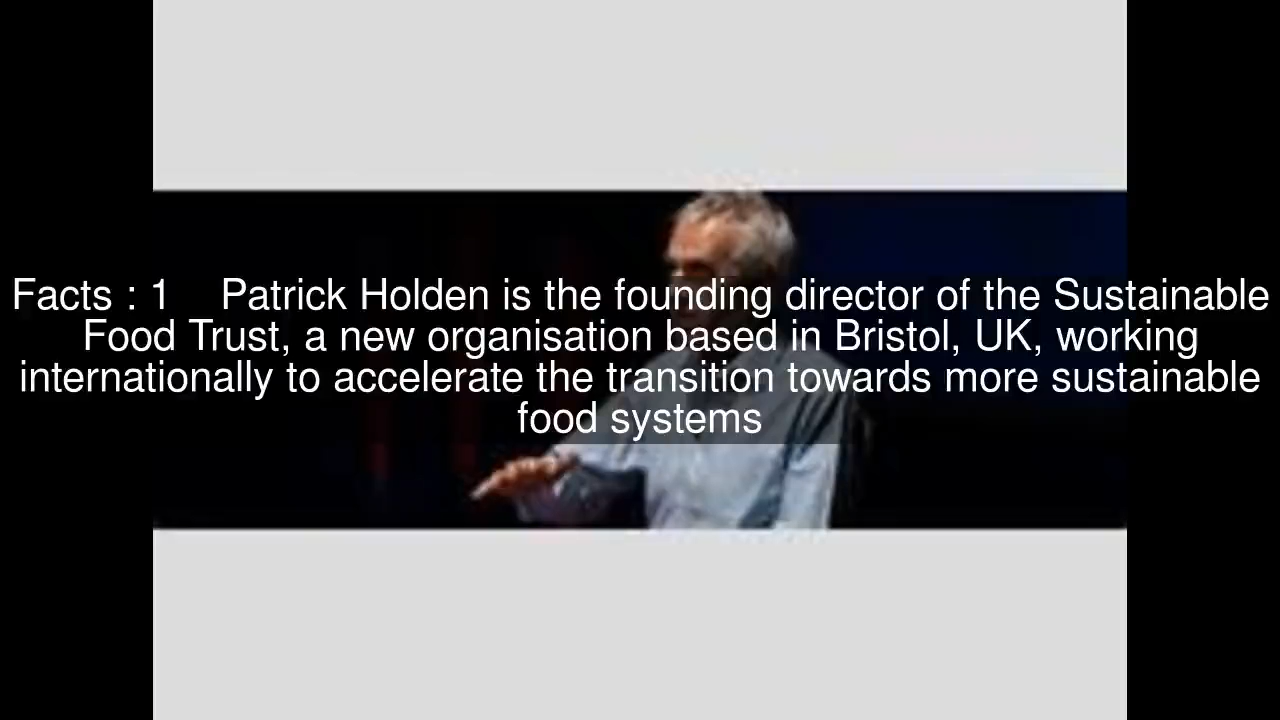 Facts : 1    Patrick Holden is the founding director of the Sustainable
Food Trust, a new organisation based in Bristol, UK, working
internationally to accelerate the transition towards more sustainable
food systems